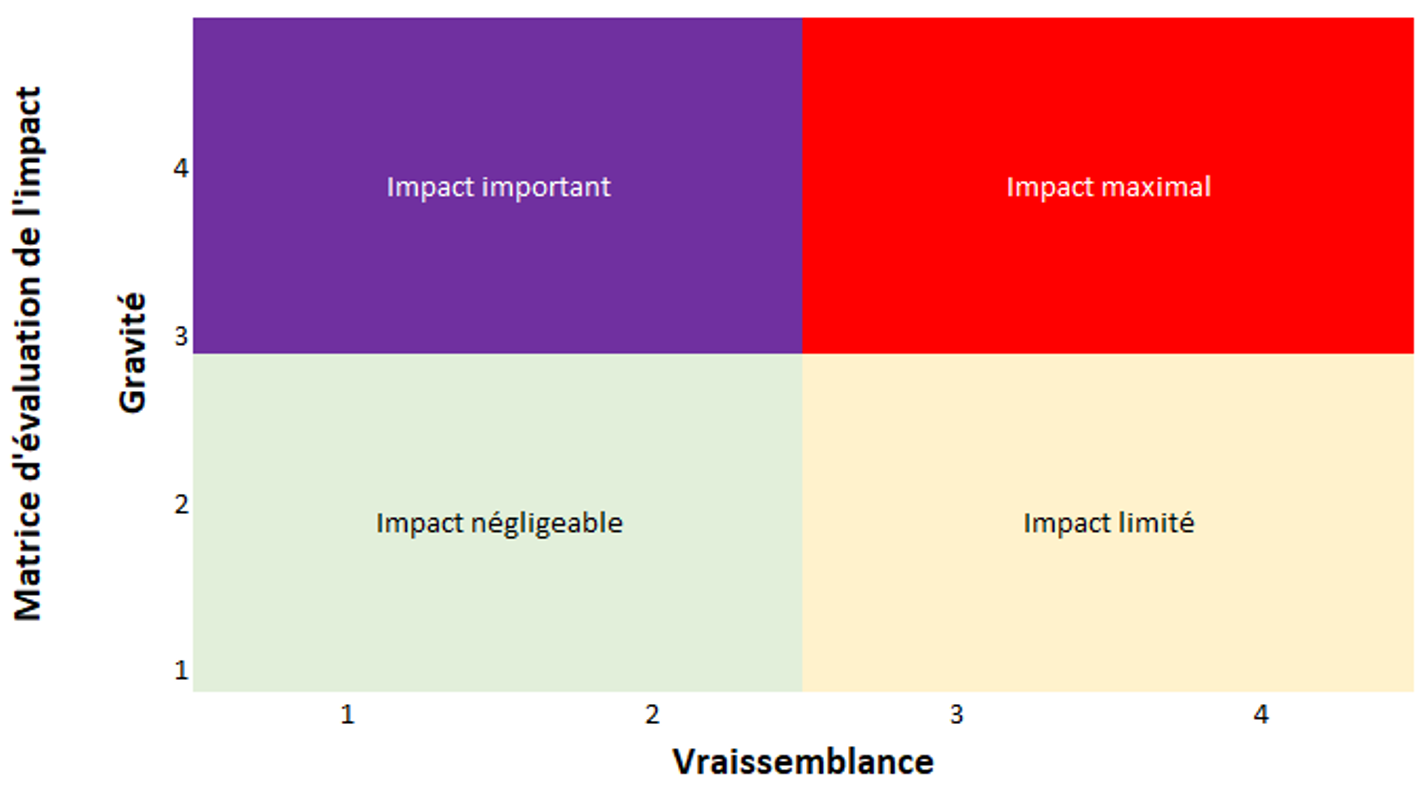 Matrice d'évaluation de l'impact
Gravité
4
Impact important
Impact maximal
3
2
Impact négligeable
Impact limité
1
1
2
3
4
Vraissemblance